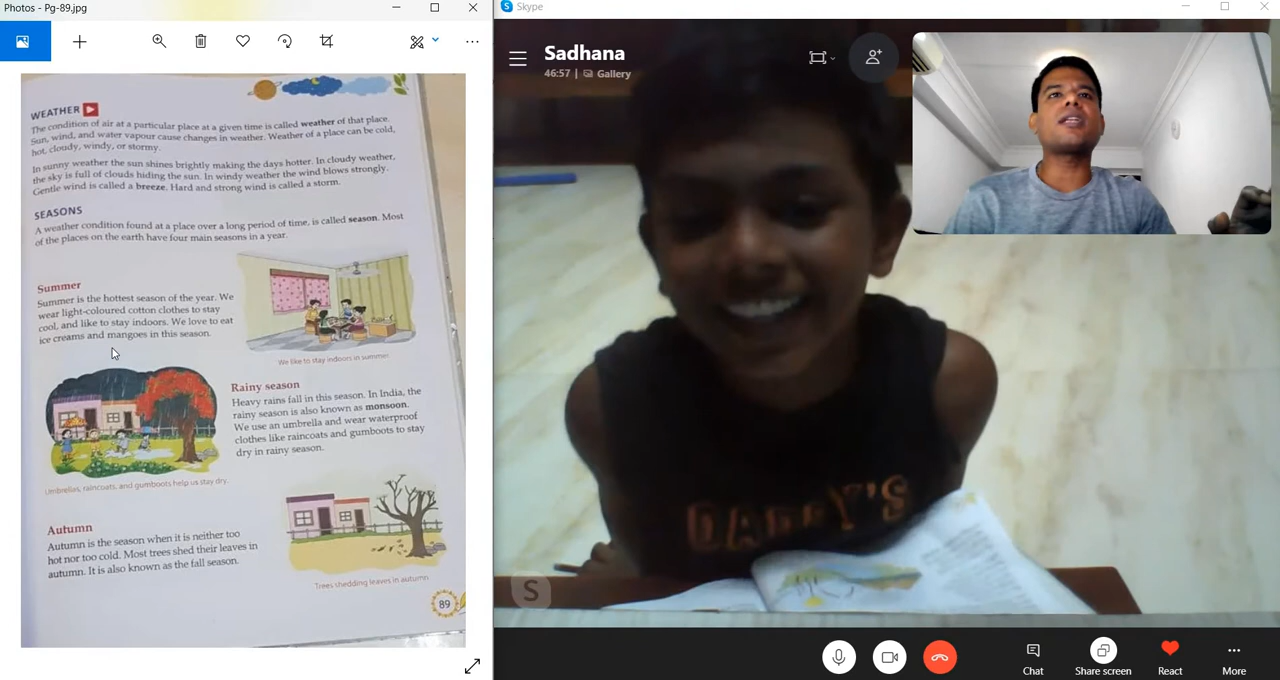 Photos - Pg-89.jpg
WEATHER
The condition of air at a particular place at a given time is called weather of that place.
Sun, wind, and water vapour cause changes in weather. Weather of a place can be cold,
hot, cloudy, windy, or stormy.
In sunny weather the sun shines brightly making the days hotter. In cloudy weather,
the sky is full of clouds hiding the sun. In windy weather the wind blows strongly.
Gentle wind is called a breeze. Hard and strong wind is called a storm.
SEASONS
A weather condition found at a place over a long period of time, is called season. Most
of the places on the earth have four main seasons in a year.
Summer
Summer is the hottest season of the year. We
wear light-coloured cotton clothes to stay
cool, and like to stay indoors. We love to eat
ice creams and mangoes in this season.
We like to stay indoors in summer.
Rainy season
Heavy rains fall in this season. In India, the
rainy season is also known as monsoon.
We use an umbrella and wear waterproof
clothes like raincoats and gumboots to stay
dry in rainy season.
Umbrellas, raincoats, and gumboots help us stay dry.
Autumn
Autumn is the season when it is neither too
hot nor too cold. Most trees shed their leaves in
autumn. It is also known as the fall season.
Trees shedding leaves in autumn.
89
S Skype
Sadhana
46:57 | Gallery
DADDY'S
S
Chat
Share screen
React
More